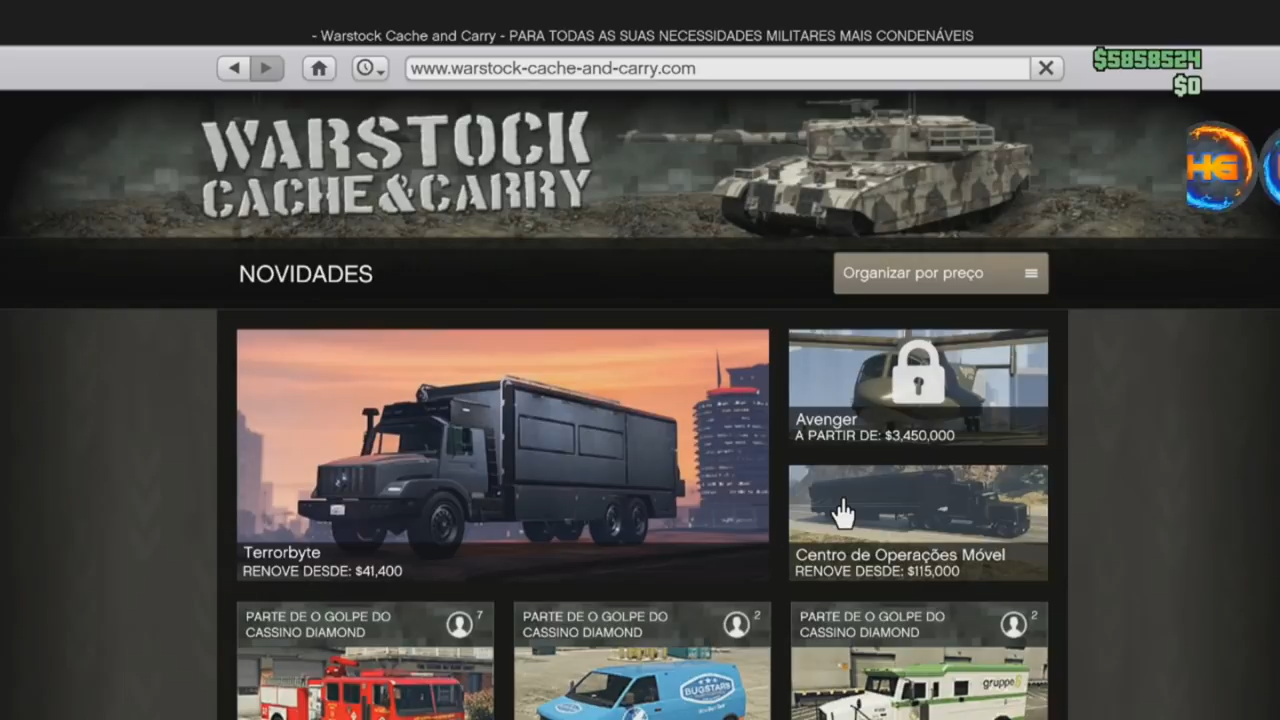 - Warstock Cache and Carry - PARA TODAS AS SUAS NECESSIDADES MILITARES MAIS CONDENÁVEIS
www.warstock-cache-and-carry.com
$5858524
$0
WARSTOCK
CACHE&CARRY
HG
NOVIDADES
Organizar por preço
Avenger
A PARTIR DE: $3,450,000
Terrorbyte
RENOVE DESDE: $41,400
Centro de Operações Móvel
RENOVE DESDE: $115,000
PARTE DE O GOLPE DO
CASSINO DIAMOND
7
PARTE DE O GOLPE DO
CASSINO DIAMOND
2
PARTE DE O GOLPE DO
CASSINO DIAMOND
2
BUGSTARS
gruppe6